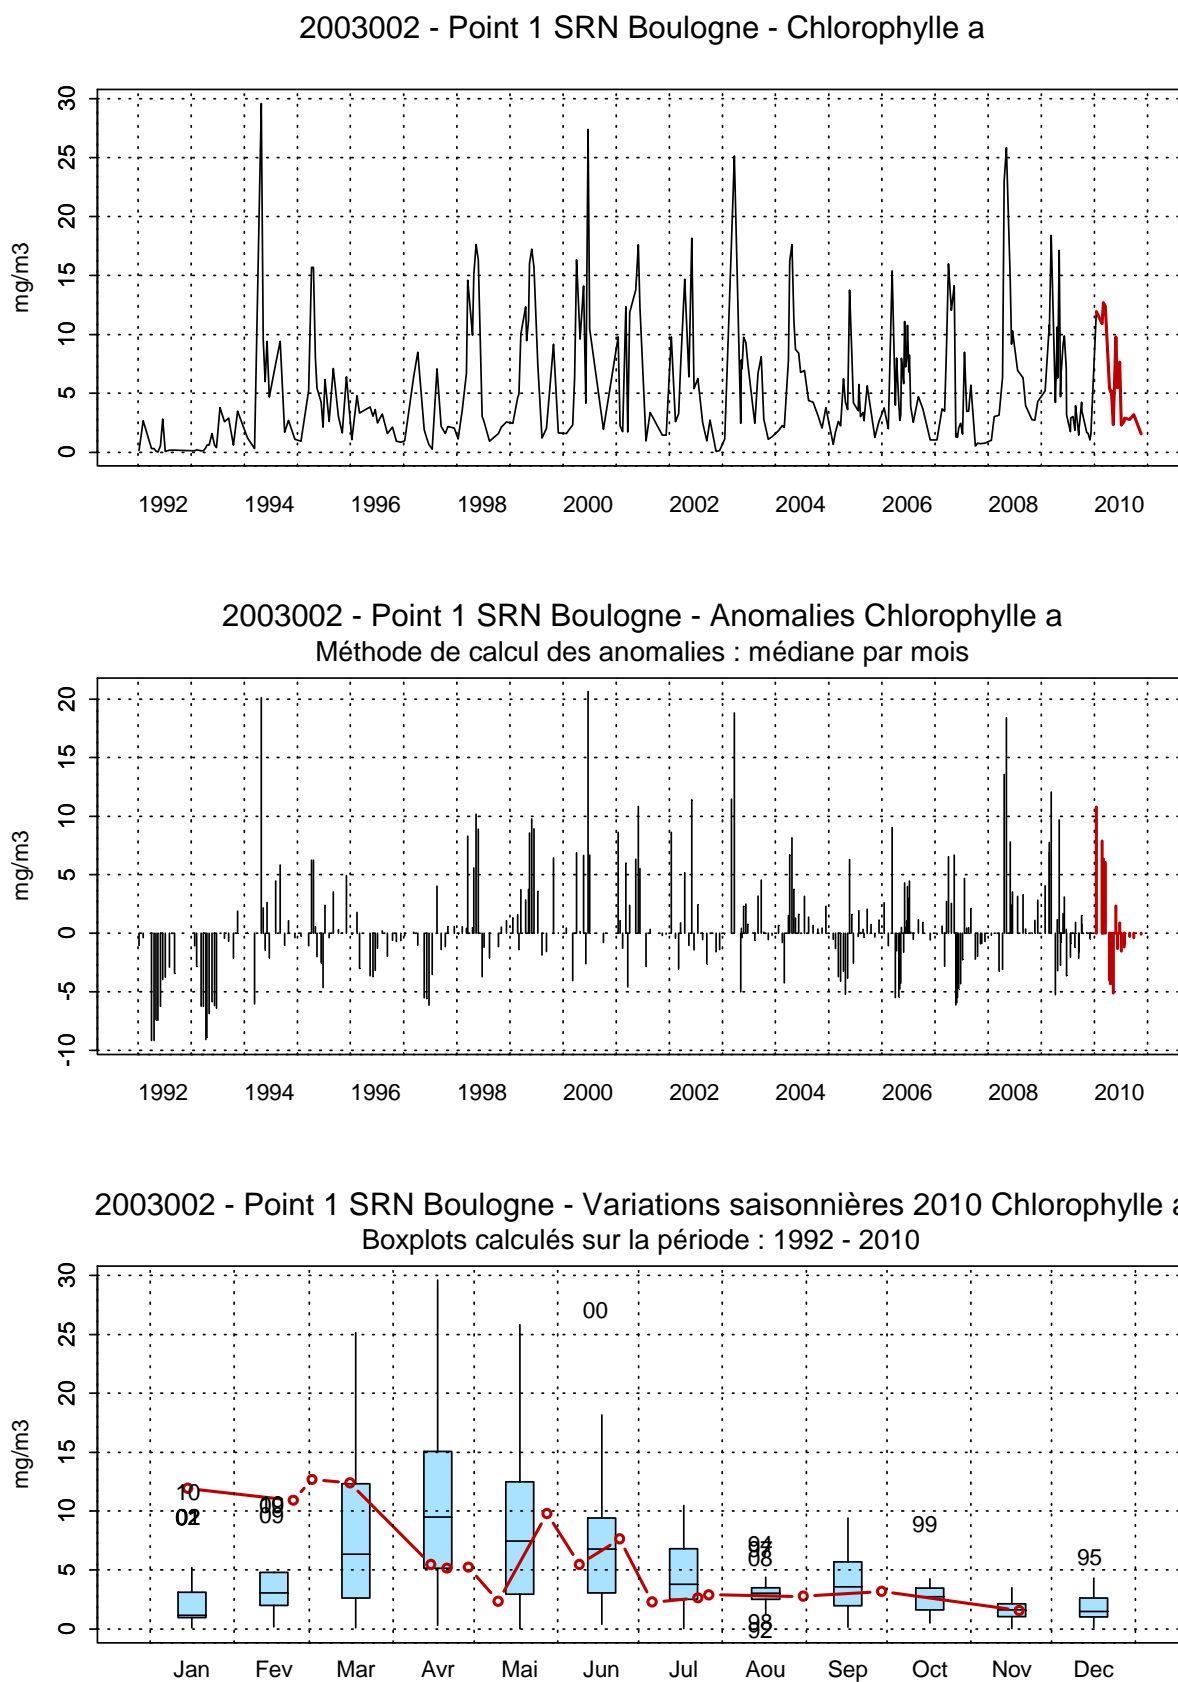 2003002 - Point 1 SRN Boulogne - Chlorophylle a
30
25
20
15
10
5
0
mg/m3
1992 1994 1996 1998 2000 2002 2004 2006 2008 2010
2003002 - Point 1 SRN Boulogne - Anomalies Chlorophylle a
Méthode de calcul des anomalies : médiane par mois
20
15
10
5
0
-5
-10
mg/m3
1992 1994 1996 1998 2000 2002 2004 2006 2008 2010
2003002 - Point 1 SRN Boulogne - Variations saisonnières 2010 Chlorophylle a
Boxplots calculés sur la période : 1992 - 2010
30
25
20
15
10
5
0
mg/m3
00
10
09
99
94
08
95
98
92
Jan Fev Mar Avr Mai Jun Jul Aou Sep Oct Nov Dec